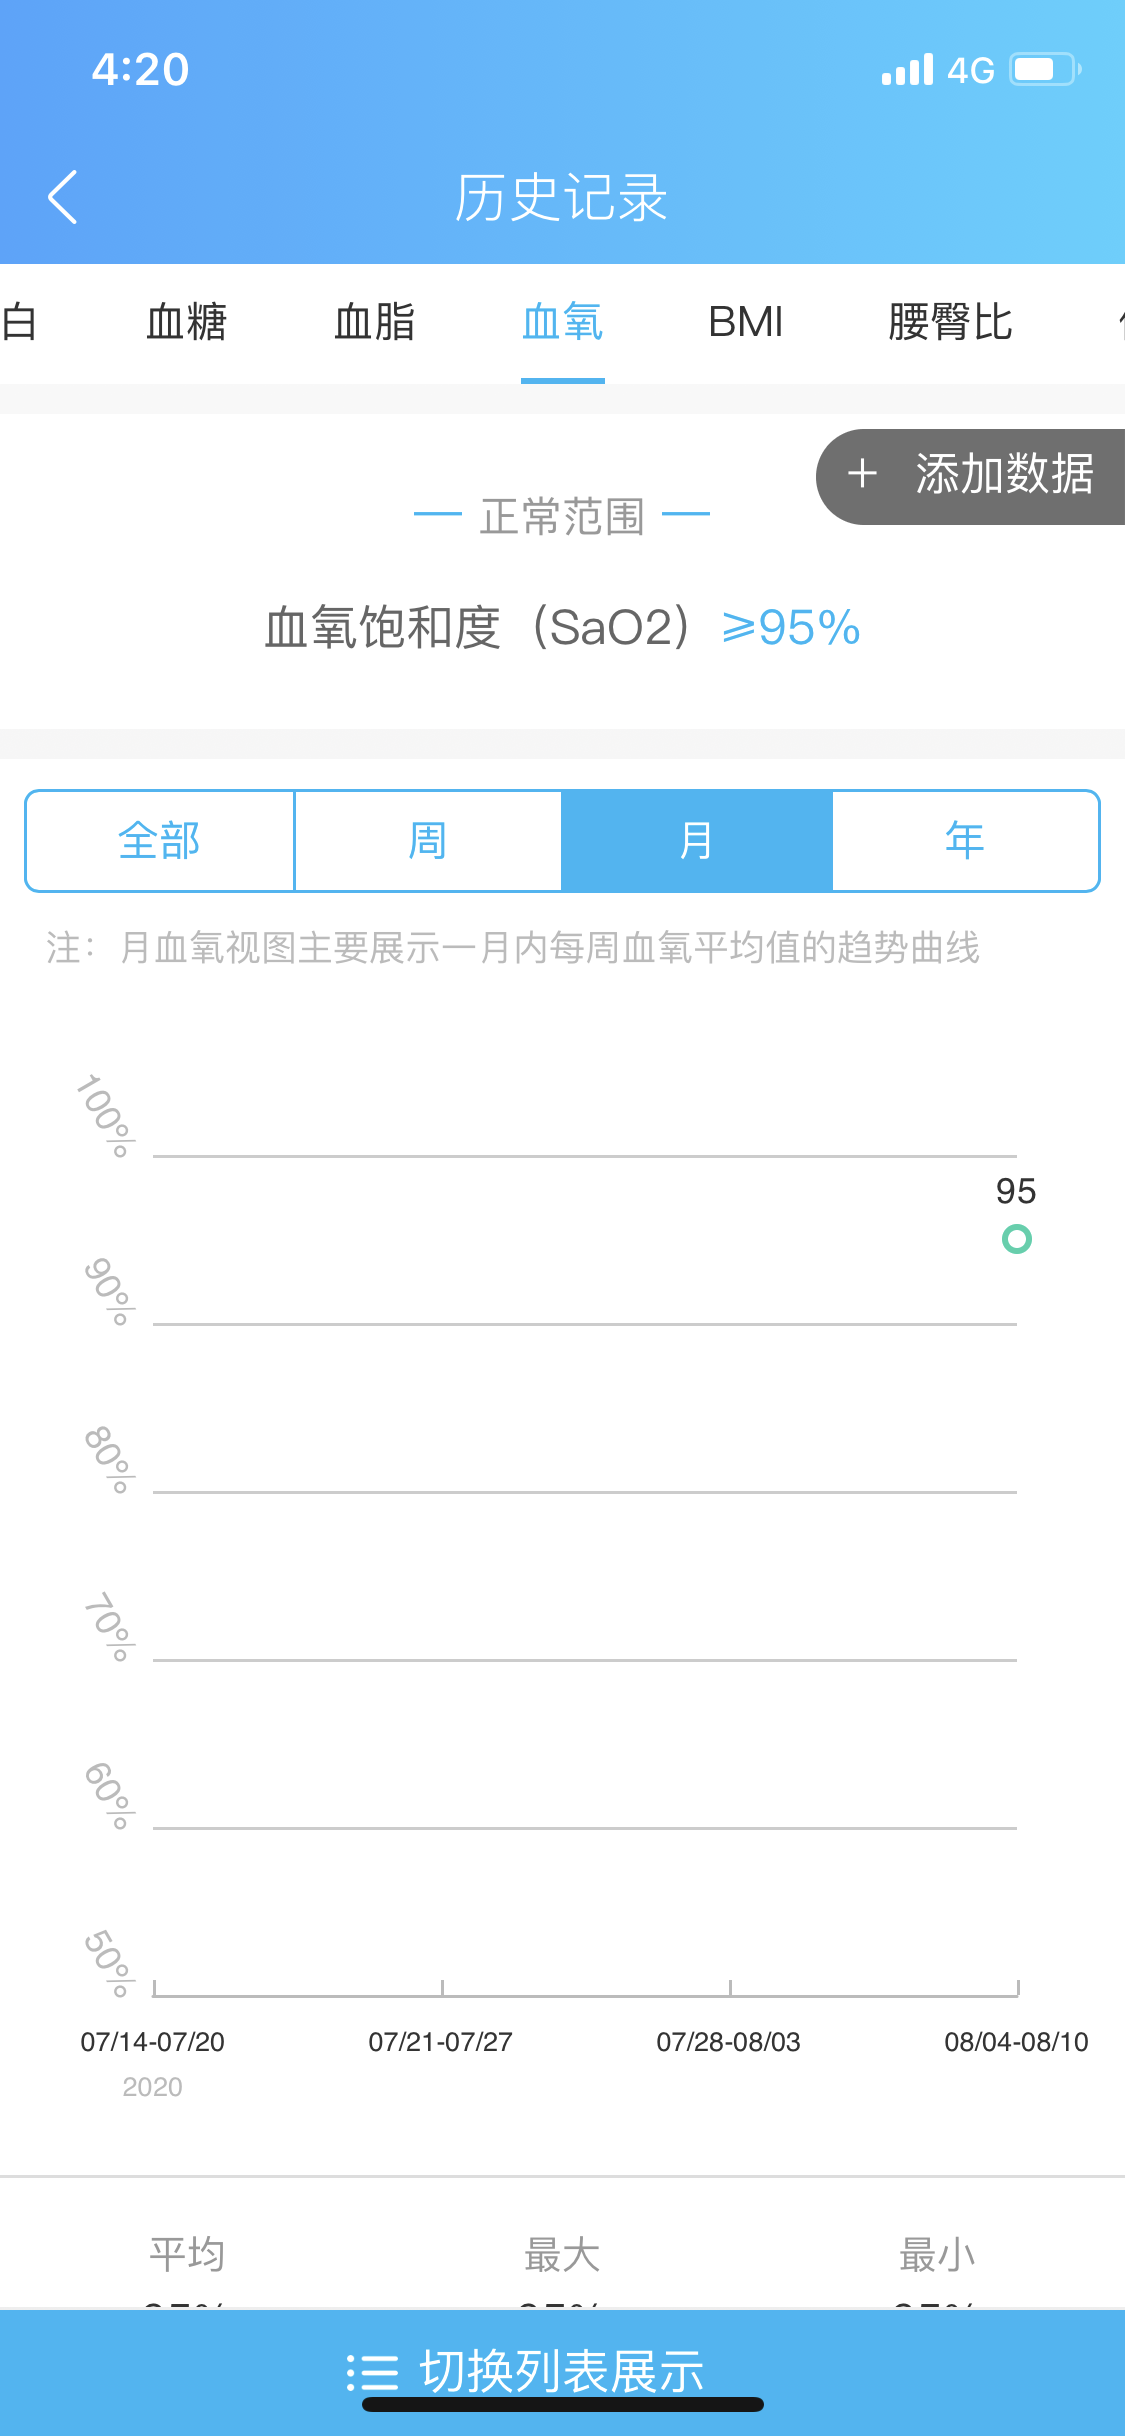 4:20
4G
历史记录
白 血糖 血脂 血氧 BMI 腰臀比
+ 添加数据
正常范围
血氧饱和度（SaO2）≥95%
全部 周 月 年
注：月血氧视图主要展示一月内每周血氧平均值的趋势曲线
100%
95
90%
80%
70%
60%
50%
07/14-07/20 07/21-07/27 07/28-08/03 08/04-08/10
2020
平均 最大 最小
切换列表展示